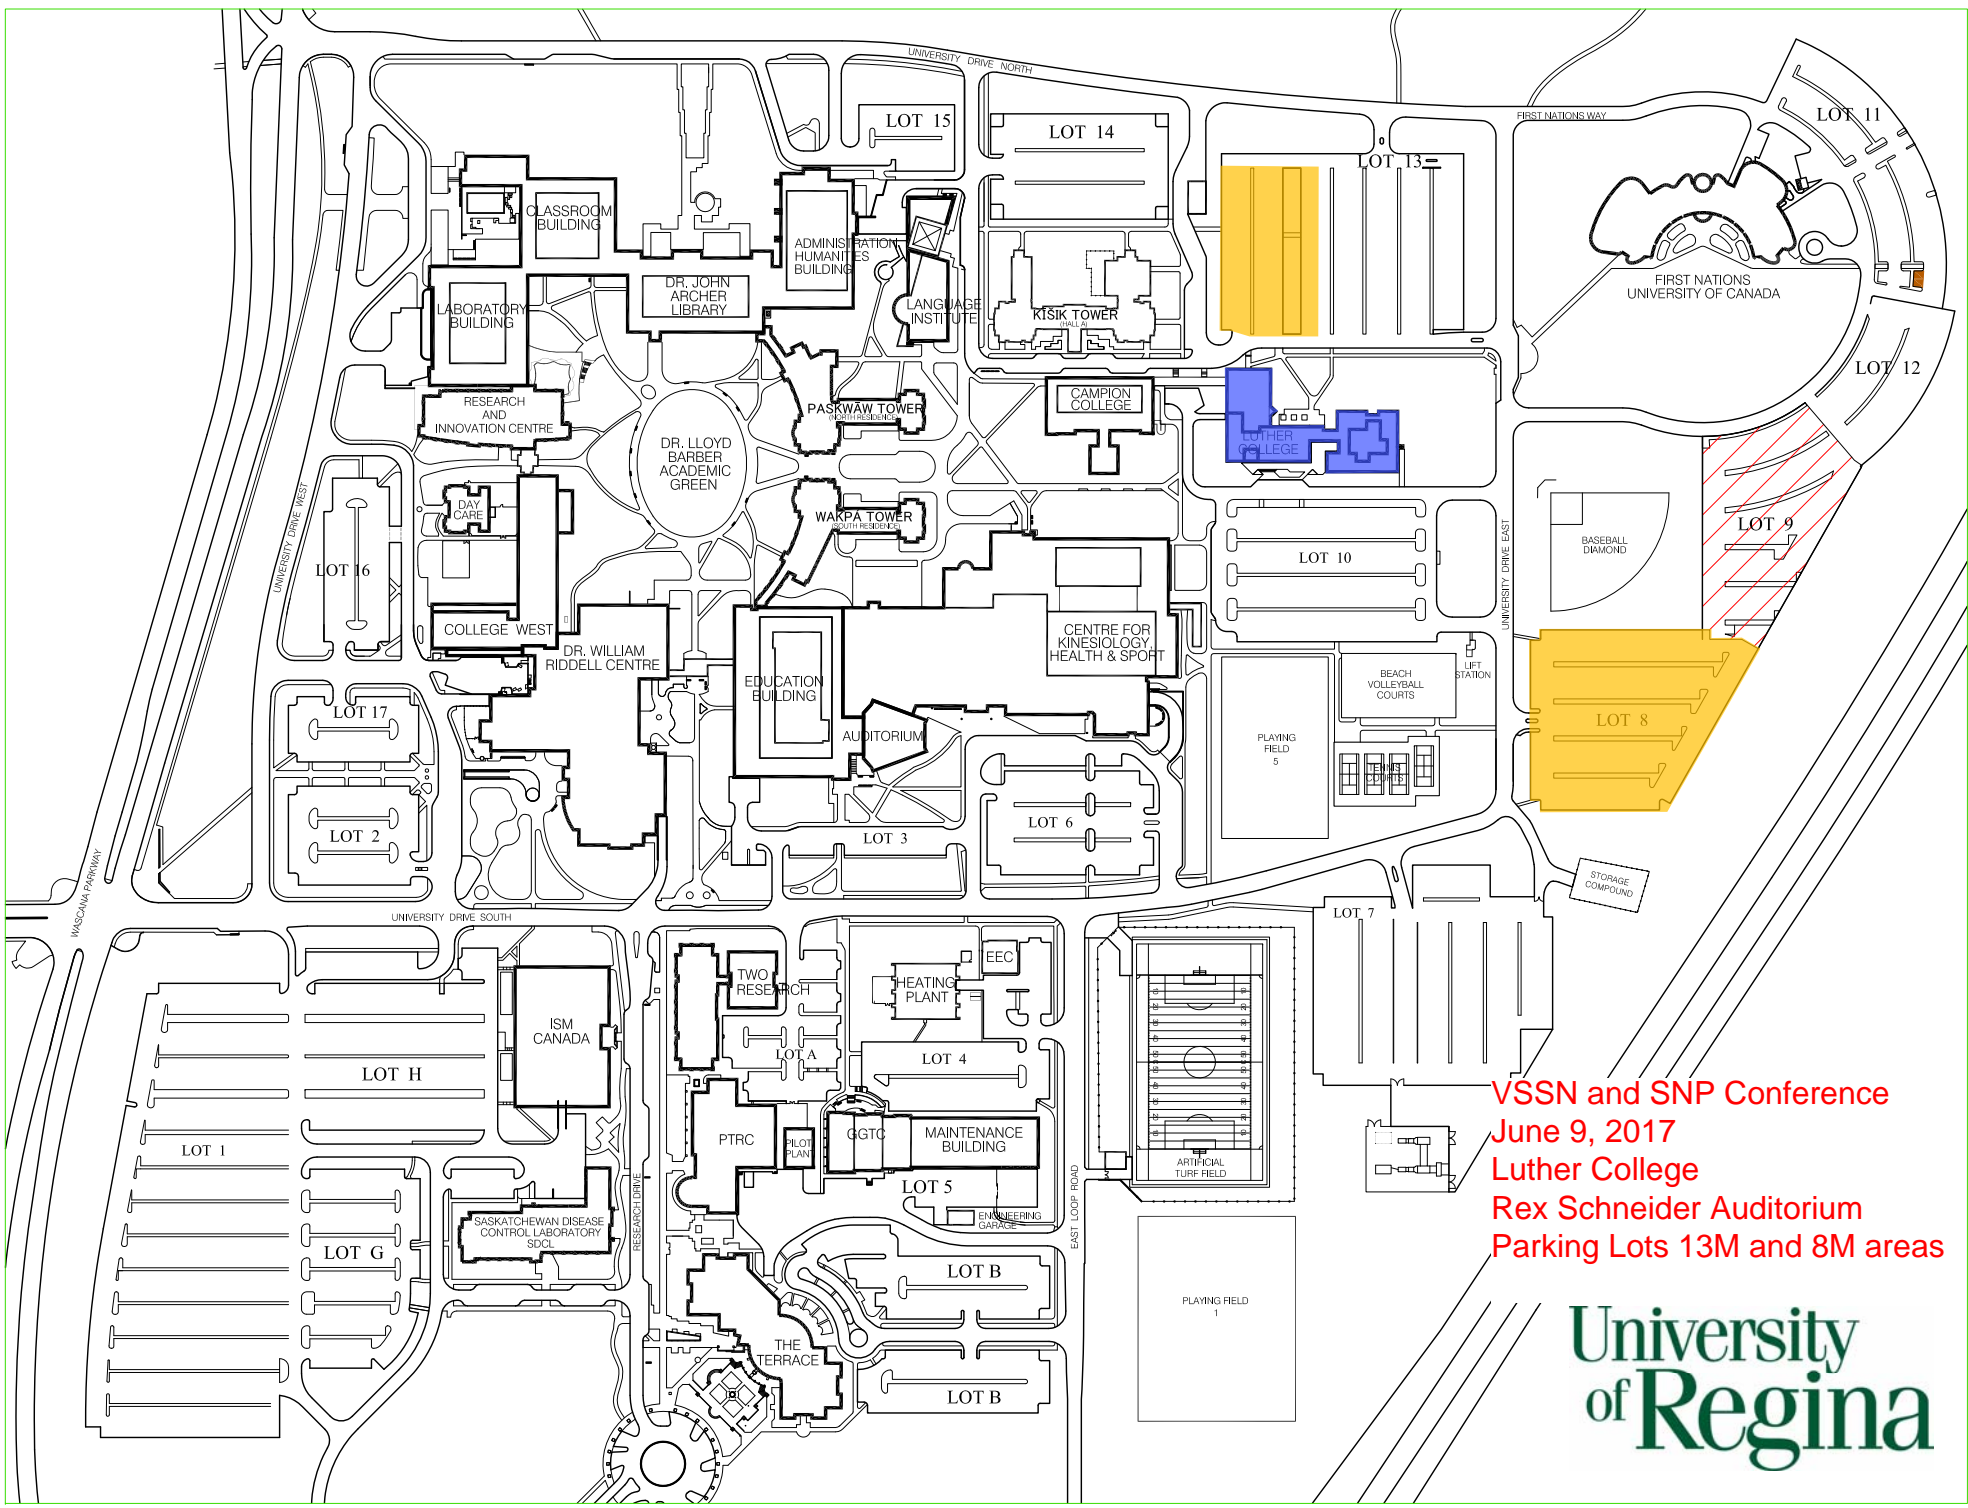 UNIVERSITY DRIVE NORTH
FIRST NATIONS WAY
LOT 11
LOT 15
LOT 14
LOT 13
CLASSROOM
BUILDING
ADMINISTRATION
HUMANITIES
BUILDING
DR. JOHN
ARCHER
LIBRARY
LABORATORY
BUILDING
LANGUAGE
INSTITUTE
KĪSIK TOWER
(HALL A)
FIRST NATIONS
UNIVERSITY OF CANADA
LOT 12
RESEARCH
AND
INNOVATION CENTRE
PASKWĀW TOWER
(NORTH RESIDENCE)
CAMPION
COLLEGE
LUTHER
COLLEGE
DR. LLOYD
BARBER
ACADEMIC
GREEN
DAY
CARE
WAKPÁ TOWER
(SOUTH RESIDENCE)
UNIVERSITY DRIVE WEST
LOT 16
LOT 10
UNIVERSITY DRIVE EAST
BASEBALL
DIAMOND
LOT 9
COLLEGE WEST
DR. WILLIAM
RIDDELL CENTRE
CENTRE FOR
KINESIOLOGY,
HEALTH & SPORT
EDUCATION
BUILDING
AUDITORIUM
BEACH
VOLLEYBALL
COURTS
LIFT
STATION
LOT 17
PLAYING
FIELD
5
TENNIS
COURTS
LOT 8
LOT 2
LOT 3
LOT 6
WASCANA PARKWAY
STORAGE
COMPOUND
UNIVERSITY DRIVE SOUTH
LOT 7
TWO
RESEARCH
HEATING
PLANT
EEC
ISM
CANADA
LOT A
LOT 4
LOT H
PTRC
PILOT
PLANT
GGTC
MAINTENANCE
BUILDING
LOT 1
LOT 5
ENGINEERING
GARAGE
ARTIFICIAL
TURF FIELD
EAST LOOP ROAD
RESEARCH DRIVE
SASKATCHEWAN DISEASE
CONTROL LABORATORY
SDCL
LOT G
LOT B
THE
TERRACE
LOT B
PLAYING FIELD
1
VSSN and SNP Conference
June 9, 2017
Luther College
Rex Schneider Auditorium
Parking Lots 13M and 8M areas
University
of Regina